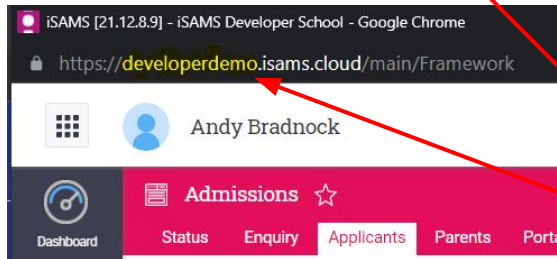 iSAMS [21.12.8.9] - iSAMS Developer School - Google Chrome
https://developerdemo.isams.cloud/main/Framework
Andy Bradnock
Admissions
Dashboard
Status Enquiry Applicants Parents Porta